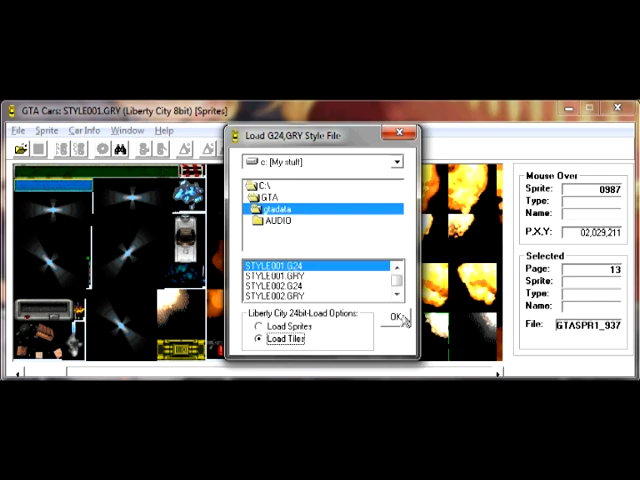 GTA Cars: STYLE001.GRY (Liberty City 8bit) [Sprites]
File Sprite Car Info Window Help
Load G24,GRY Style File
c: [My stuff]
C:\
GTA
gtadata
AUDIO
STYLE001.G24
STYLE001.GRY
STYLE002.G24
STYLE002.GRY
Liberty City 24bit-Load Options:
Load Sprites
Load Tiles
OK
Mouse Over
Sprite: 0987
Type:
Name:
P.X,Y: 02,029,211
Selected
Page: 13
Sprite:
Type:
Name:
File: GTASPR1_937